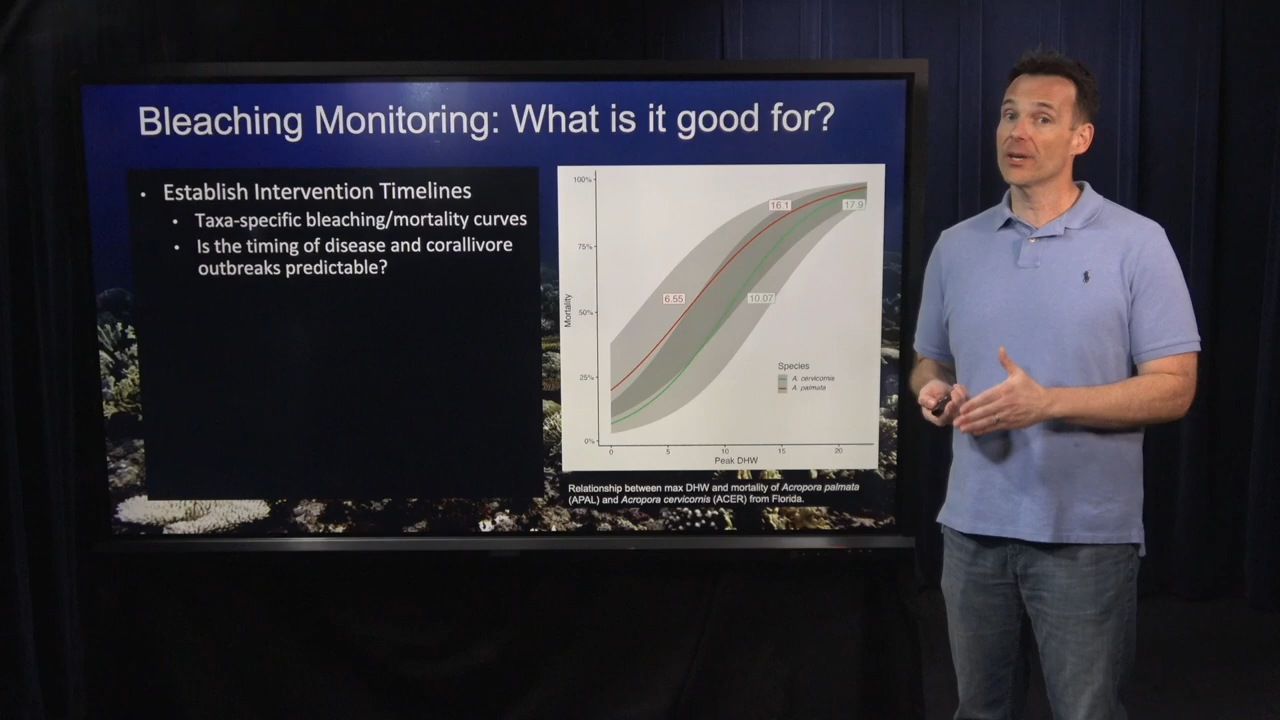 Bleaching Monitoring: What is it good for?
• Establish Intervention Timelines
• Taxa-specific bleaching/mortality curves
• Is the timing of disease and corallivore
outbreaks predictable?
100%
75%
50%
25%
0%
Mortality
16.1
17.9
6.55
10.07
Species
A. cervicornis
A. palmata
0
5
10
15
20
Peak DHW
Relationship between max DHW and mortality of Acropora palmata
(APAL) and Acropora cervicornis (ACER) from Florida.